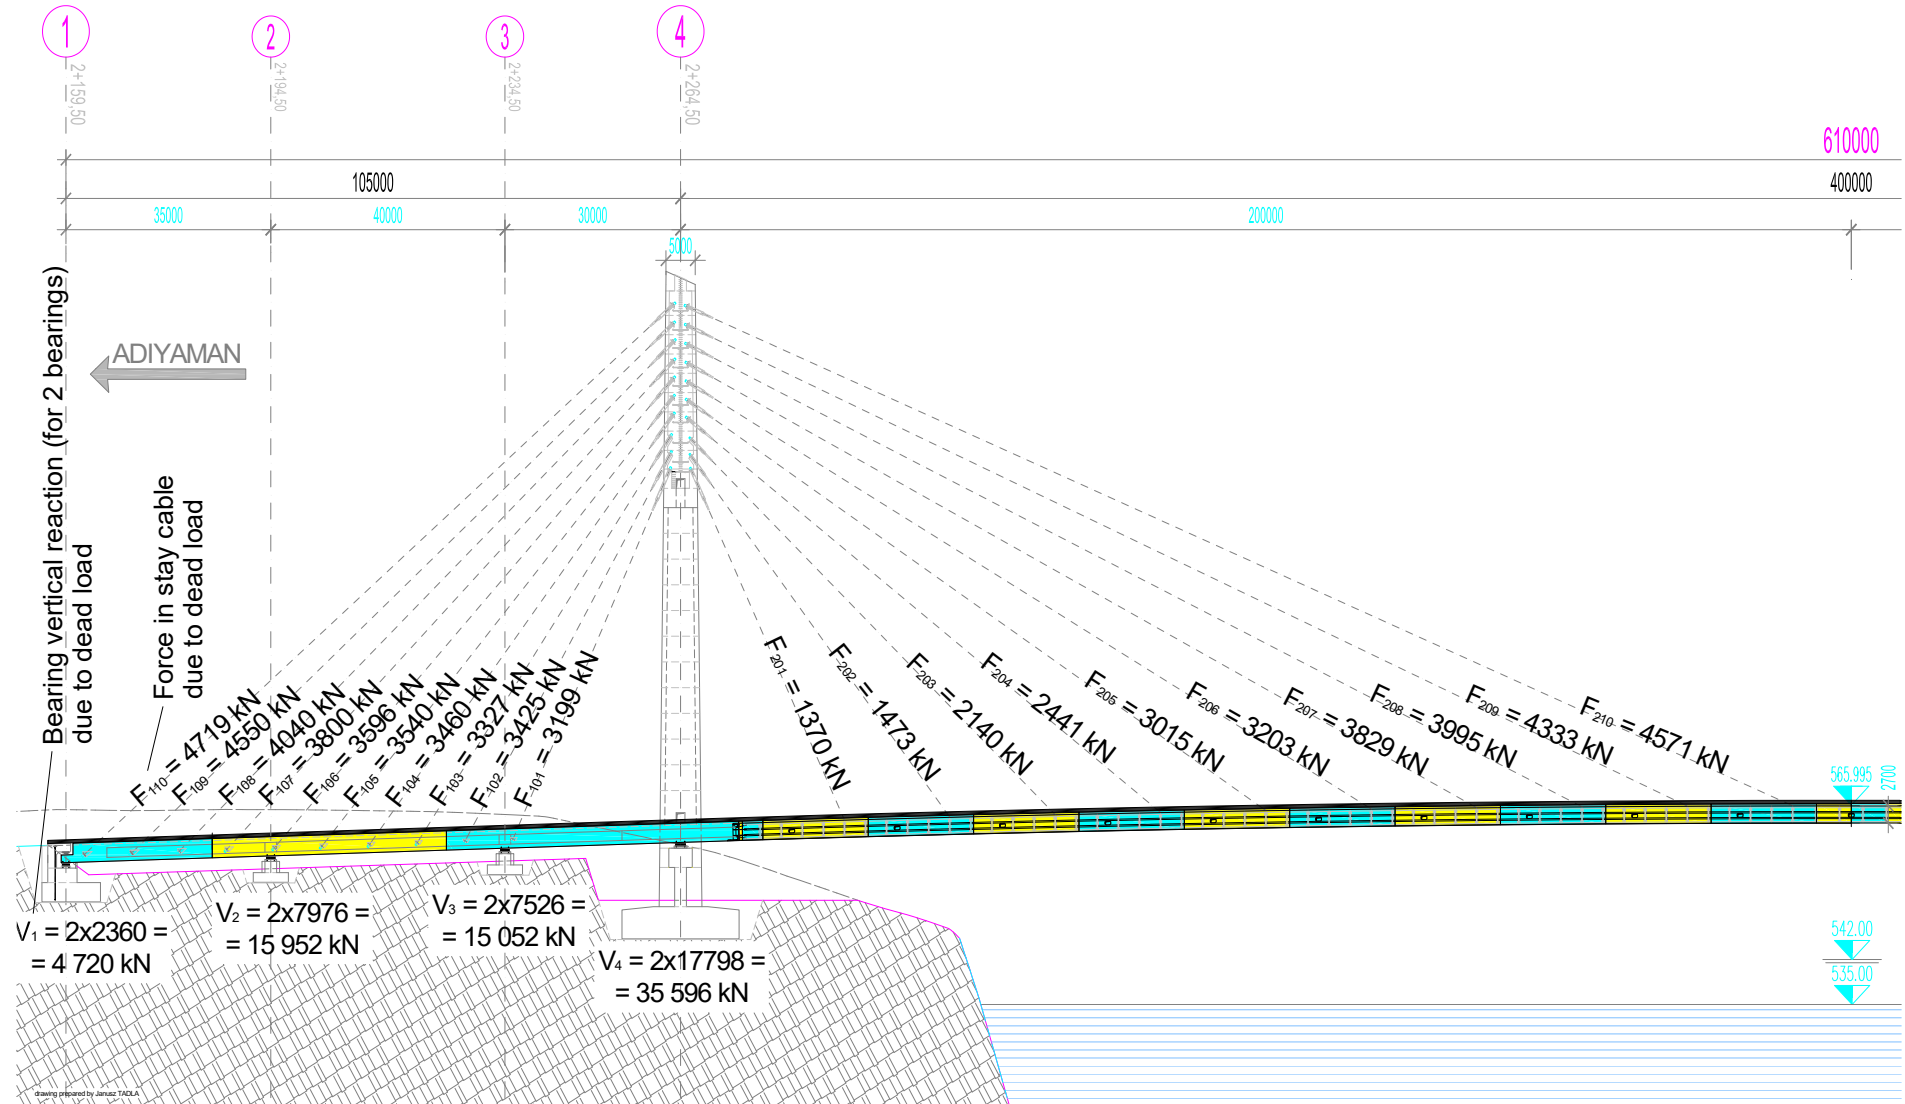 1
2
3
4
2+159,50
2+194,50
2+234,50
2+264,50
610000
105000
400000
35000
40000
30000
200000
5000
ADIYAMAN
Bearing vertical reaction (for 2 bearings)
due to dead load
Force in stay cable
due to dead load
F110 = 4719 kN
F109 = 4550 kN
F108 = 4040 kN
F107 = 3800 kN
F106 = 3596 kN
F105 = 3540 kN
F104 = 3460 kN
F103 = 3327 kN
F102 = 3425 kN
F101 = 3199 kN
F201 = 1370 kN
F202 = 1473 kN
F203 = 2140 kN
F204 = 2441 kN
F205 = 3015 kN
F206 = 3203 kN
F207 = 3829 kN
F208 = 3995 kN
F209 = 4333 kN
F210 = 4571 kN
565.995
2700
V1 = 2x2360 =
= 4 720 kN
V2 = 2x7976 =
= 15 952 kN
V3 = 2x7526 =
= 15 052 kN
V4 = 2x17798 =
= 35 596 kN
542.00
535.00
drawing prepared by Janusz TADLA